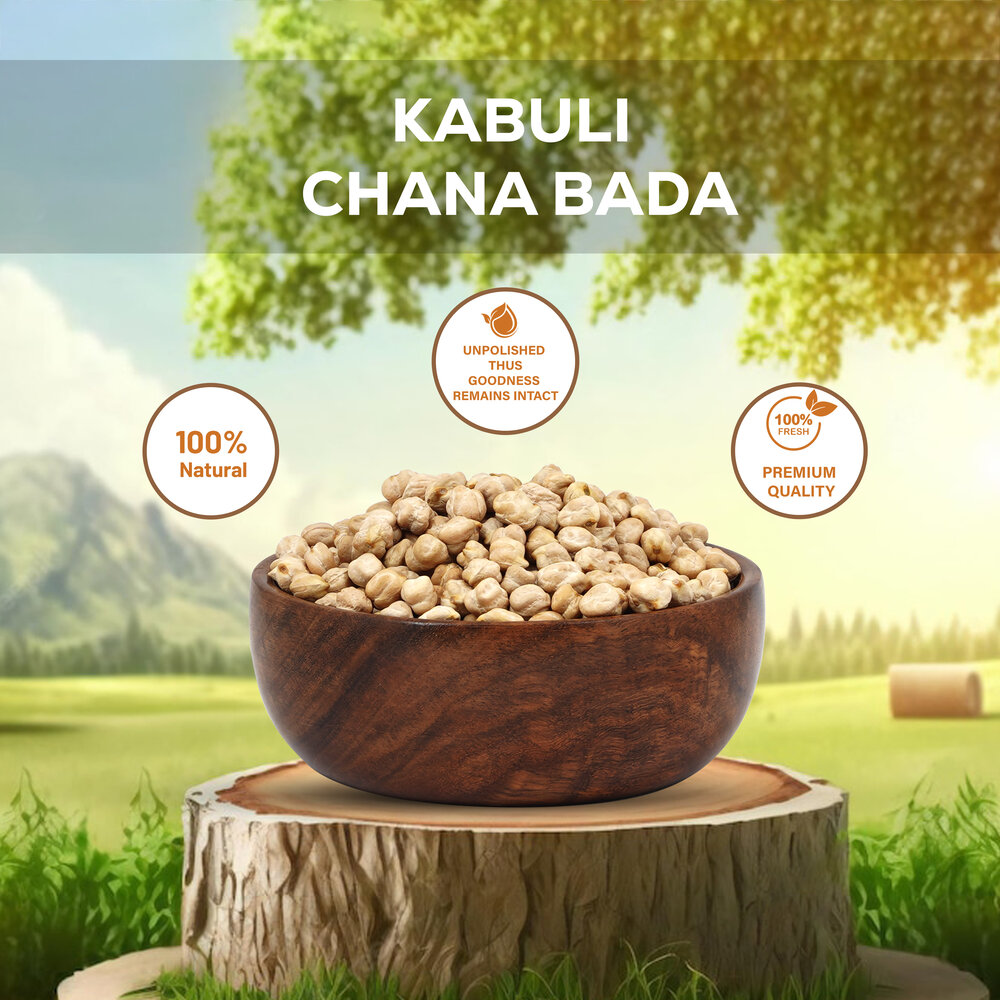 KABULI
CHANA BADA
UNPOLISHED
THUS
GOODNESS
REMAINS INTACT
100%
Natural
100%
FRESH
PREMIUM
QUALITY